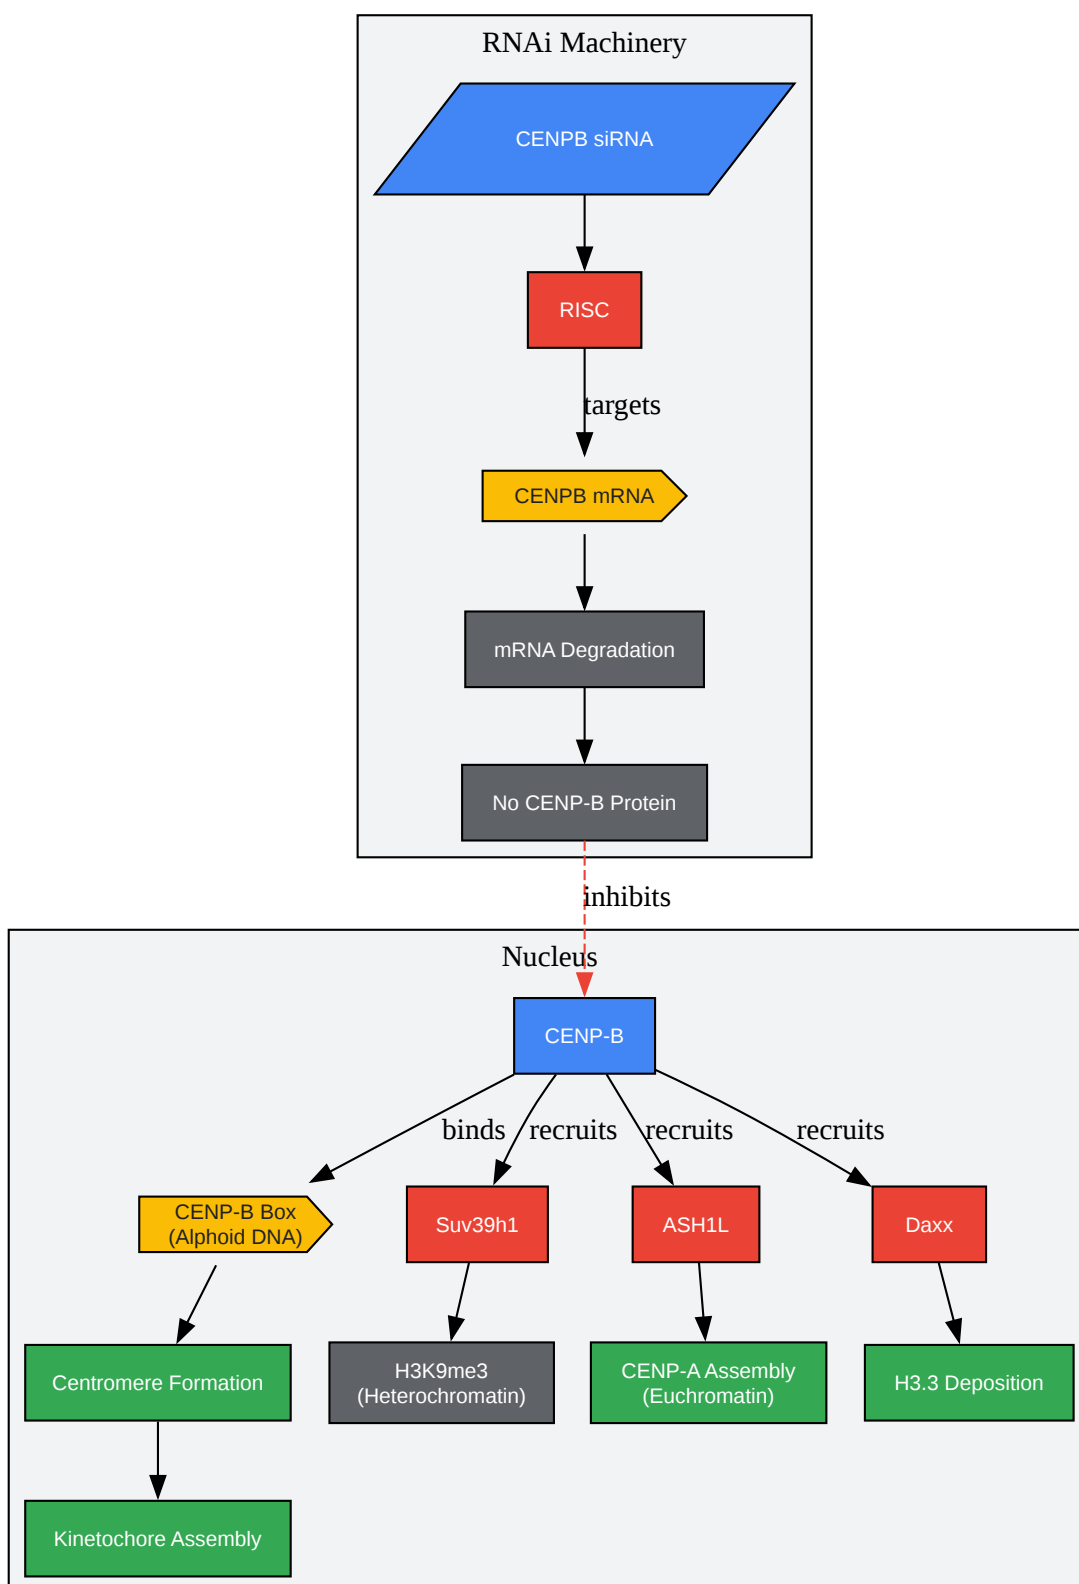 RNAi Machinery
CENPB siRNA
RISC
targets
CENPB mRNA
mRNA Degradation
No CENP-B Protein
inhibits
Nucleus
CENP-B
binds
recruits
recruits
recruits
CENP-B Box
(Alphoid DNA)
Suv39h1
ASH1L
Daxx
Centromere Formation
H3K9me3
(Heterochromatin)
CENP-A Assembly
(Euchromatin)
H3.3 Deposition
Kinetochore Assembly